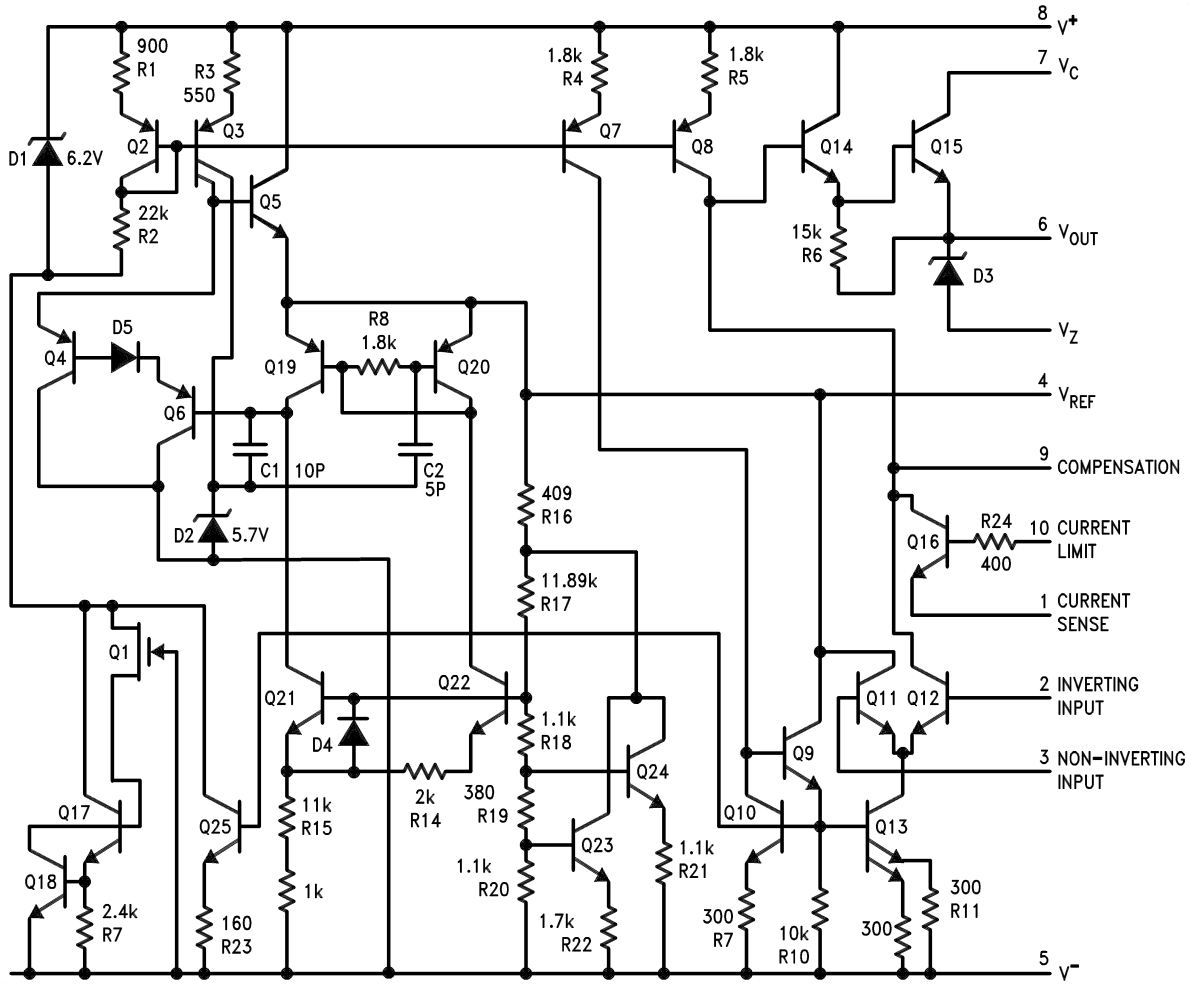 8 V+
900
R1
R3
550
1.8k
R4
1.8k
R5
7 VC
D1 6.2V
Q2
Q3
Q7
Q8
Q14
Q15
Q5
22k
R2
15k
R6
6 VOUT
D3
VZ
D5
R8
1.8k
Q4
Q19
Q20
Q6
4 VREF
C1 10P
C2
5P
9 COMPENSATION
409
R16
D2 5.7V
Q16
R24
400
10 CURRENT
LIMIT
11.89k
R17
1 CURRENT
SENSE
Q1
Q21
Q22
Q11
Q12
2 INVERTING
INPUT
D4
1.1k
R18
Q9
3 NON-INVERTING
INPUT
Q24
2k
R14
380
R19
Q17
Q25
11k
R15
Q10
Q13
Q23
1.1k
R21
Q18
1.1k
R20
1k
2.4k
R7
160
R23
1.7k
R22
300
R7
10k
R10
300
300
R11
5 V−